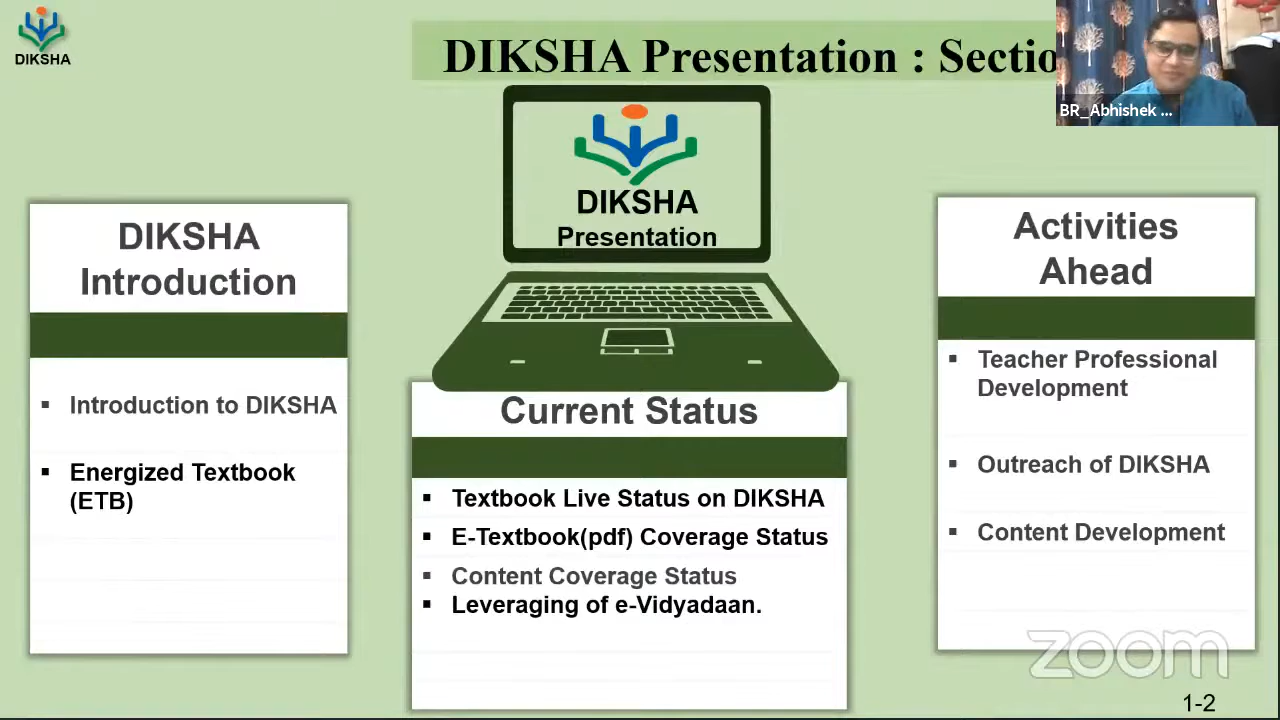 DIKSHA
DIKSHA Presentation : Sectio
BR_Abhishek ...
DIKSHA
Presentation
DIKSHA
Introduction
▪ Introduction to DIKSHA
▪ Energized Textbook
(ETB)
Current Status
▪ Textbook Live Status on DIKSHA
▪ E-Textbook(pdf) Coverage Status
▪ Content Coverage Status
▪ Leveraging of e-Vidyadaan.
Activities
Ahead
▪ Teacher Professional
Development
▪ Outreach of DIKSHA
▪ Content Development
zoom
1-2